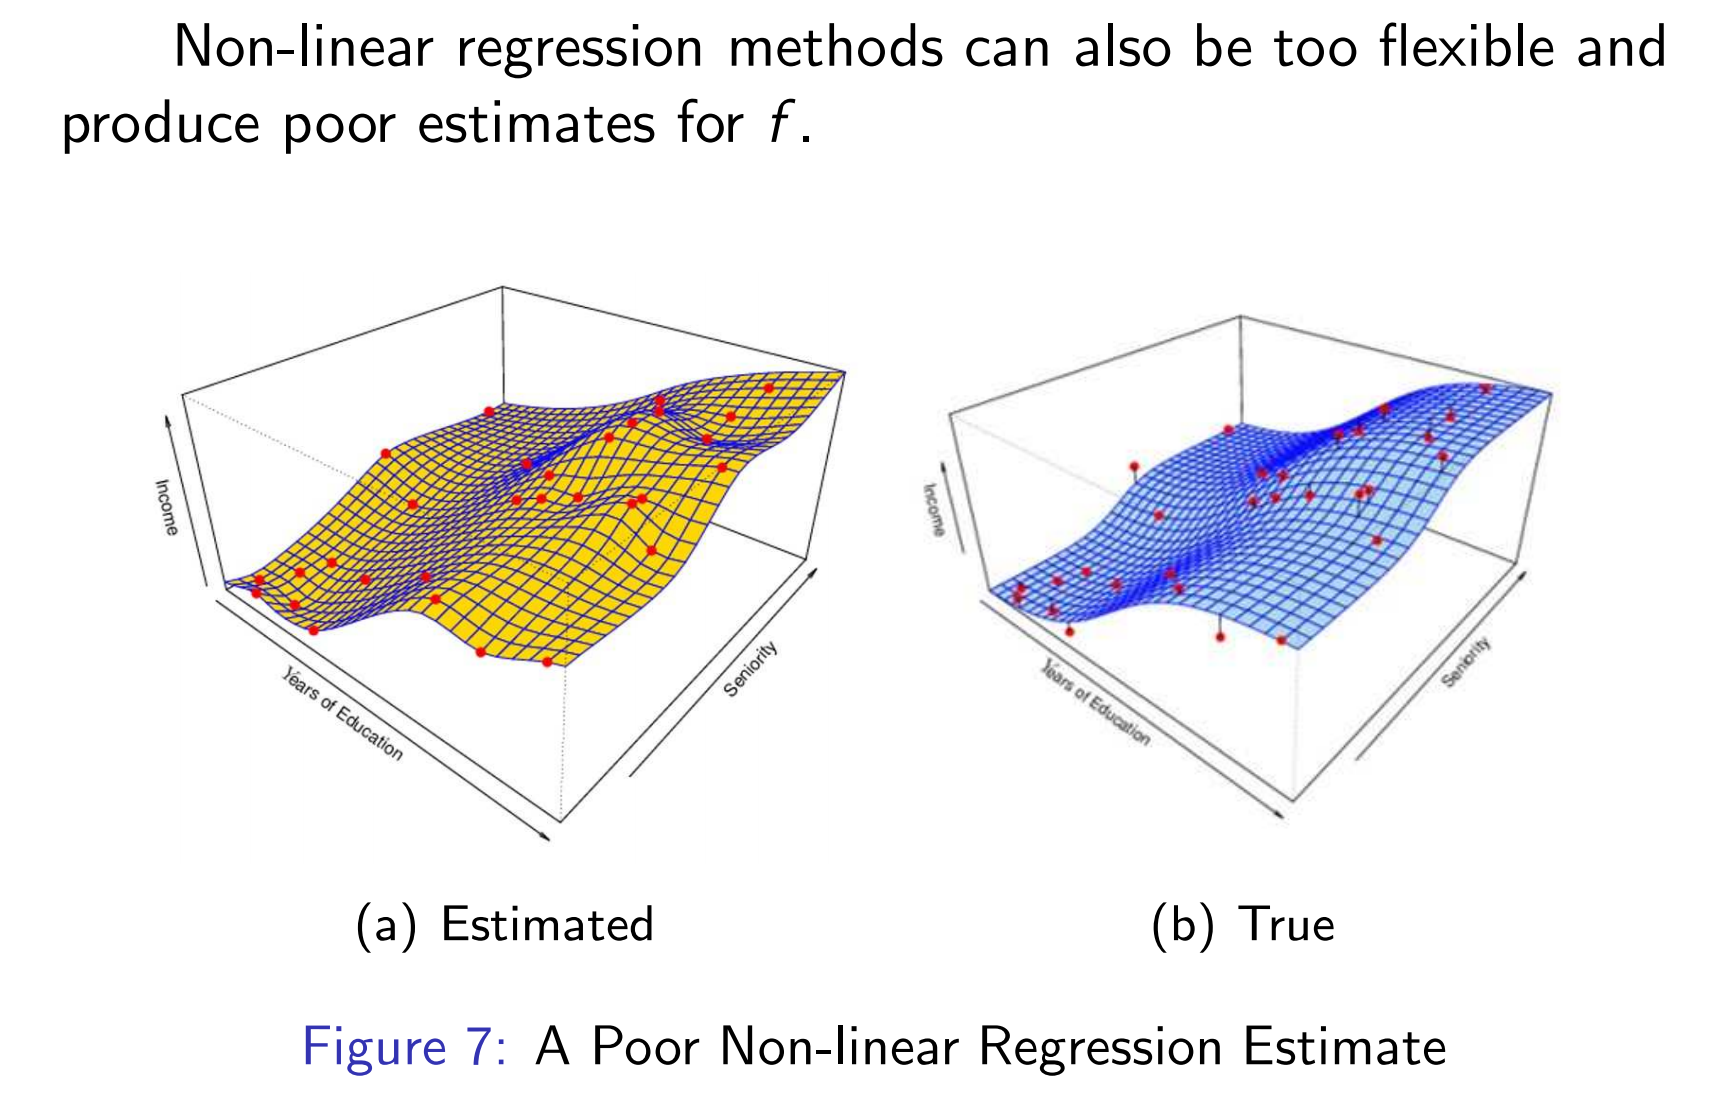 Non-linear regression methods can also be too flexible and
produce poor estimates for f.
Income
Years of Education
Seniority
Income
Years of Education
Seniority
(a) Estimated
(b) True
Figure 7: A Poor Non-linear Regression Estimate